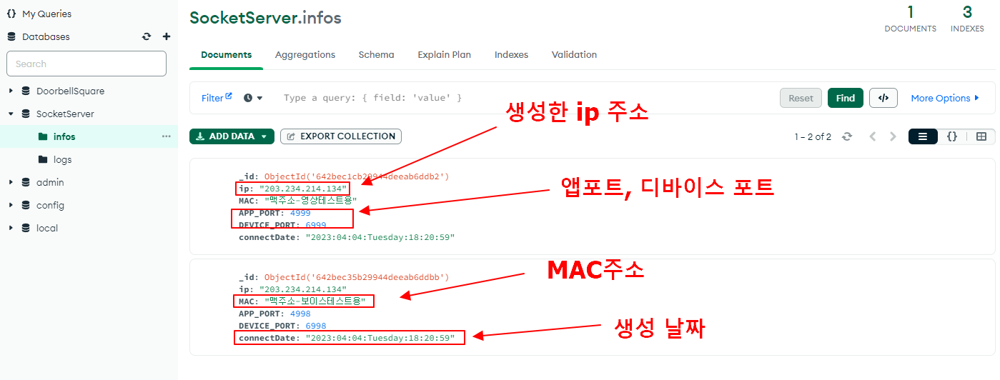 My Queries
Databases
Search
DoorbellSquare
SocketServer
infos
logs
admin
config
local
SocketServer.infos
1
DOCUMENTS
3
INDEXES
Documents
Aggregations
Schema
Explain Plan
Indexes
Validation
Filter
Type a query: { field: 'value' }
Reset
Find
</>
More Options
생성한 ip 주소
ADD DATA
EXPORT COLLECTION
1 – 2 of 2
{}
_id: ObjectId('642bec1cb29944deeab6ddb2')
ip: "203.234.214.134"
MAC: "맥주소-영상테스트용"
APP_PORT: 4999
DEVICE_PORT: 6999
connectDate: "2023:04:04:Tuesday:18:20:59"
앱포트, 디바이스 포트
_id: ObjectId('642bec35b29944deeab6ddbb')
ip: "203.234.214.134"
MAC: "맥주소-보이스테스트용"
APP_PORT: 4998
DEVICE_PORT: 6998
connectDate: "2023:04:04:Tuesday:18:20:59"
MAC주소
생성 날짜